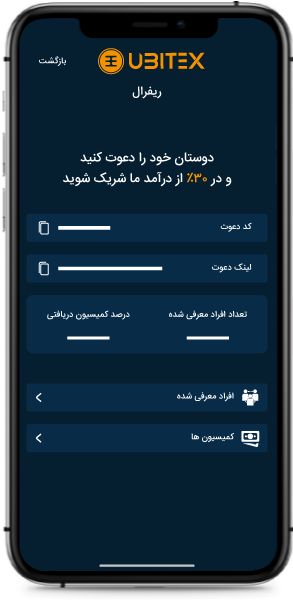 UBITEX
بازگشت
ریفرال
دوستان خود را دعوت کنید
و در ۳۰٪ از درآمد ما شریک شوید
کد دعوت
لینک دعوت
تعداد افراد معرفی شده
درصد کمیسیون دریافتی
افراد معرفی شده
کمیسیون ها